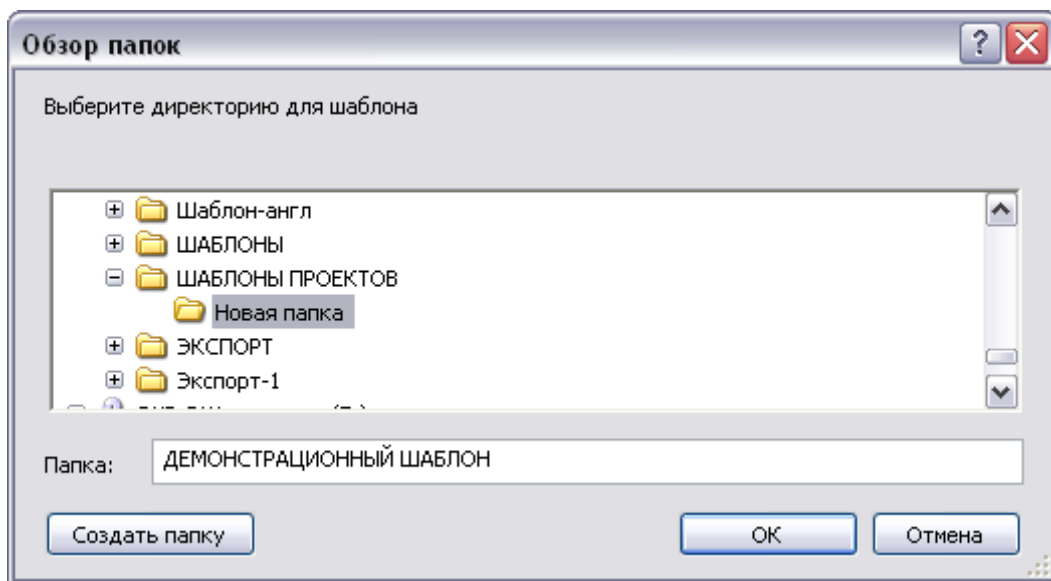 Обзор папок
Выберите директорию для шаблона
Шаблон-англ
ШАБЛОНЫ
ШАБЛОНЫ ПРОЕКТОВ
Новая папка
ЭКСПОРТ
Экспорт-1
Папка:
ДЕМОНСТРАЦИОННЫЙ ШАБЛОН
Создать папку
ОК
Отмена